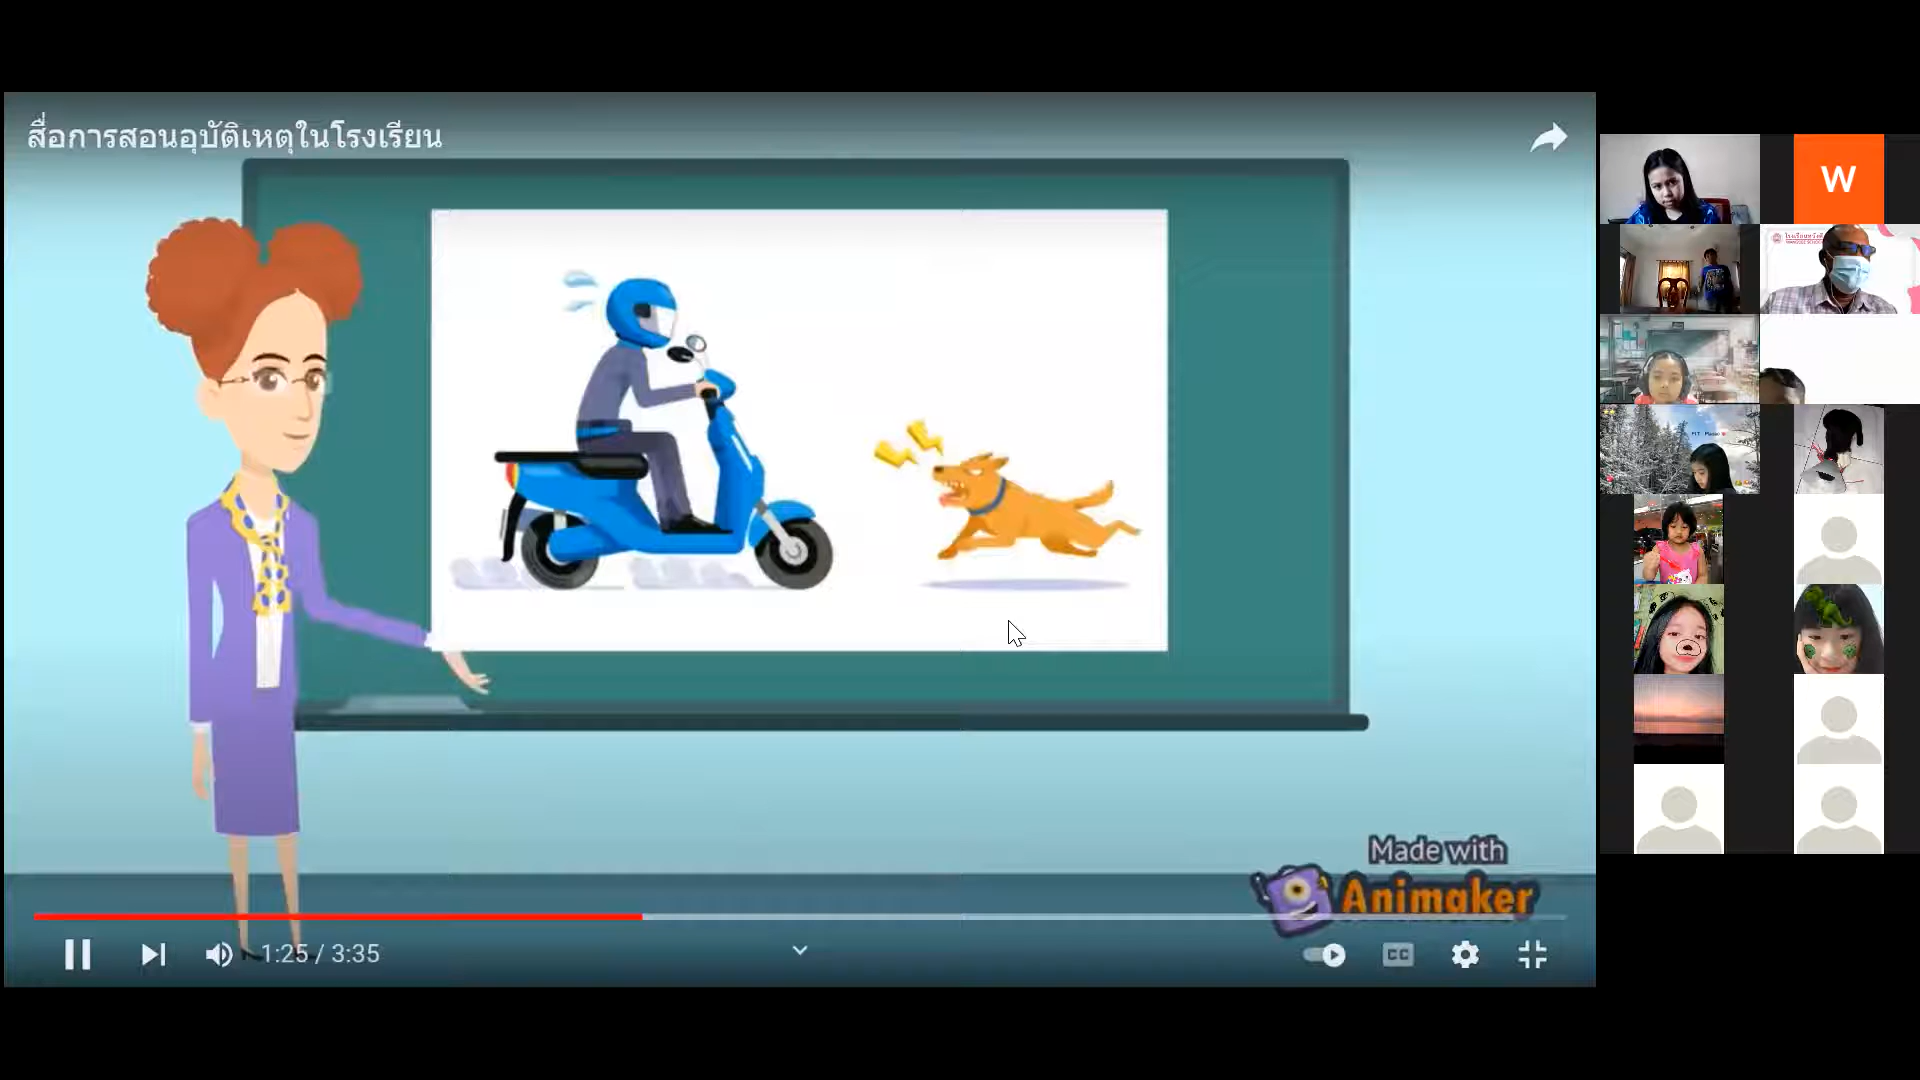 สื่อการสอนอุบัติเหตุในโรงเรียน
W
Made with
Animaker
1:25 / 3:35
CC